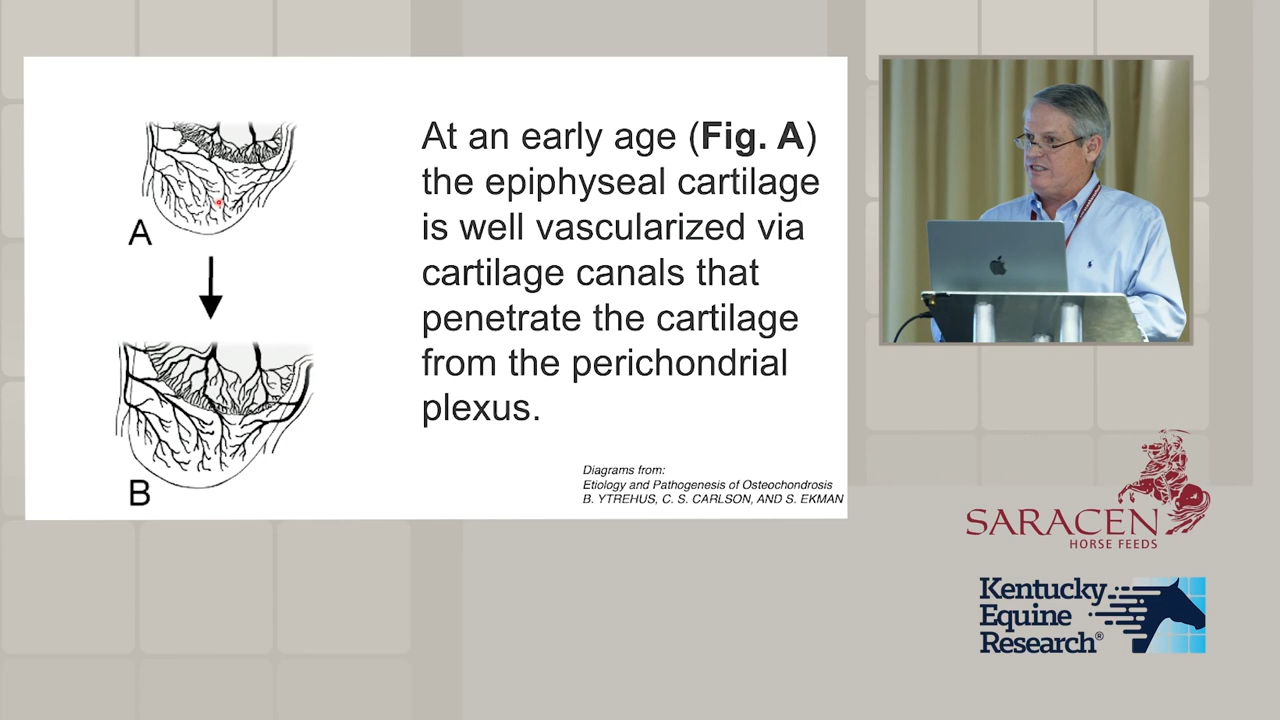 A
B
At an early age (Fig. A)
the epiphyseal cartilage
is well vascularized via
cartilage canals that
penetrate the cartilage
from the perichondrial
plexus.
Diagrams from:
Etiology and Pathogenesis of Osteochondrosis
B. YTREHUS, C. S. CARLSON, AND S. EKMAN
SARACEN
HORSE FEEDS
Kentucky
Equine
Research®